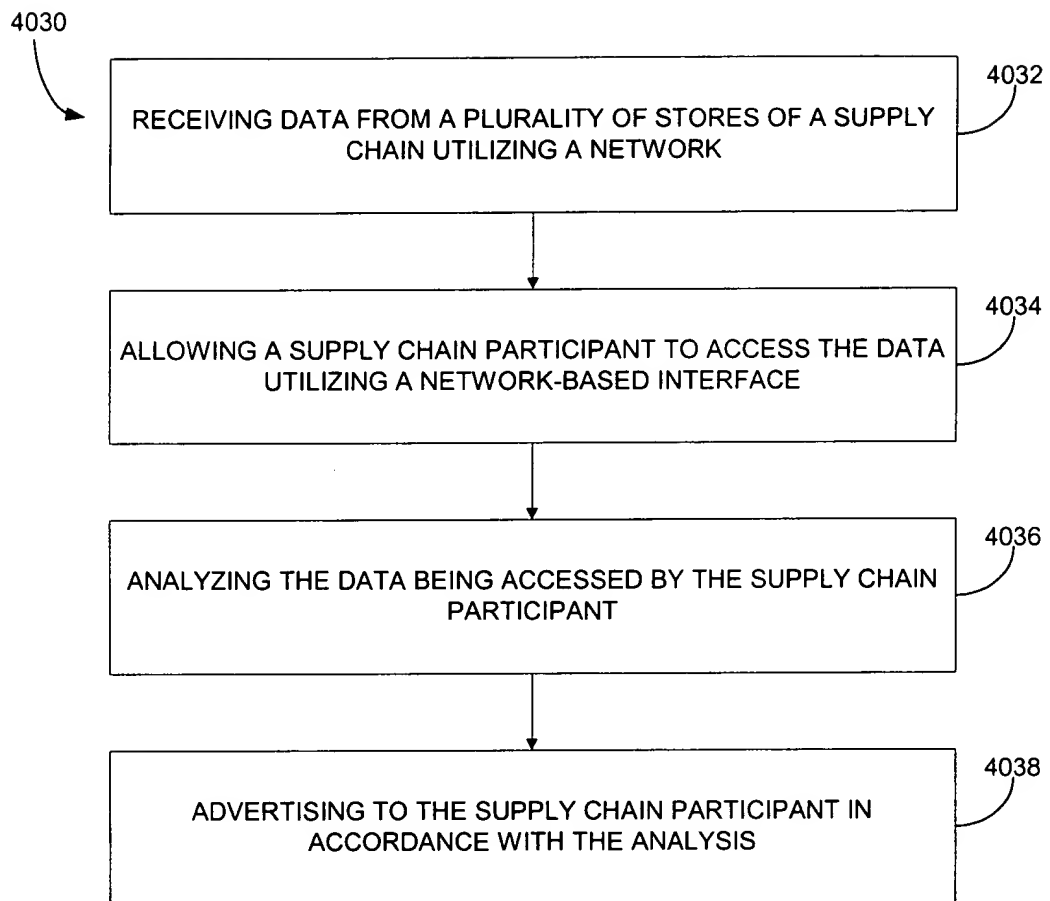 4030
4032
RECEIVING DATA FROM A PLURALITY OF STORES OF A SUPPLY
CHAIN UTILIZING A NETWORK
4034
ALLOWING A SUPPLY CHAIN PARTICIPANT TO ACCESS THE DATA
UTILIZING A NETWORK-BASED INTERFACE
4036
ANALYZING THE DATA BEING ACCESSED BY THE SUPPLY CHAIN
PARTICIPANT
4038
ADVERTISING TO THE SUPPLY CHAIN PARTICIPANT IN
ACCORDANCE WITH THE ANALYSIS